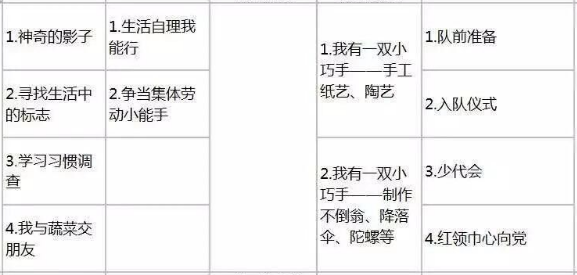 1.神奇的影子
1.生活自理我
能行
1.我有一双小
巧手——手工
纸艺、陶艺
1.队前准备
2.寻找生活中
的标志
2.争当集体劳
动小能手
2.入队仪式
3.学习习惯调
查
2.我有一双小
巧手——制作
不倒翁、降落
伞、陀螺等
3.少代会
4.我与蔬菜交
朋友
4.红领巾心向党